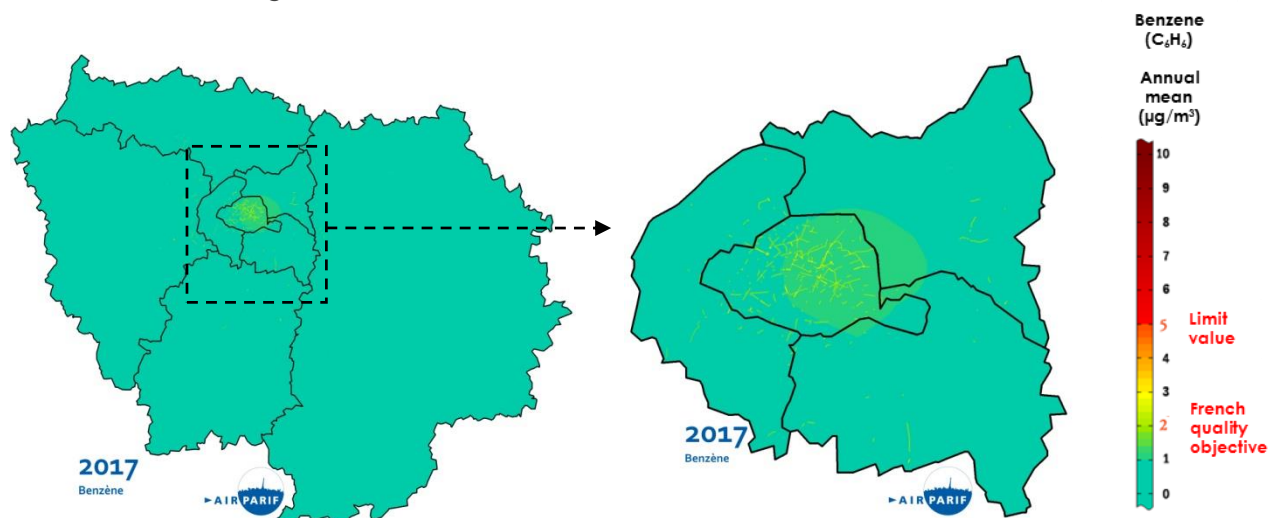 2017
Benzène
AIRPARIF
2017
Benzène
AIRPARIF
Benzene
(C₆H₆)
Annual
mean
(µg/m³)
10
9
8
7
6
5
Limit
value
4
3
2
French
quality
objective
1
0